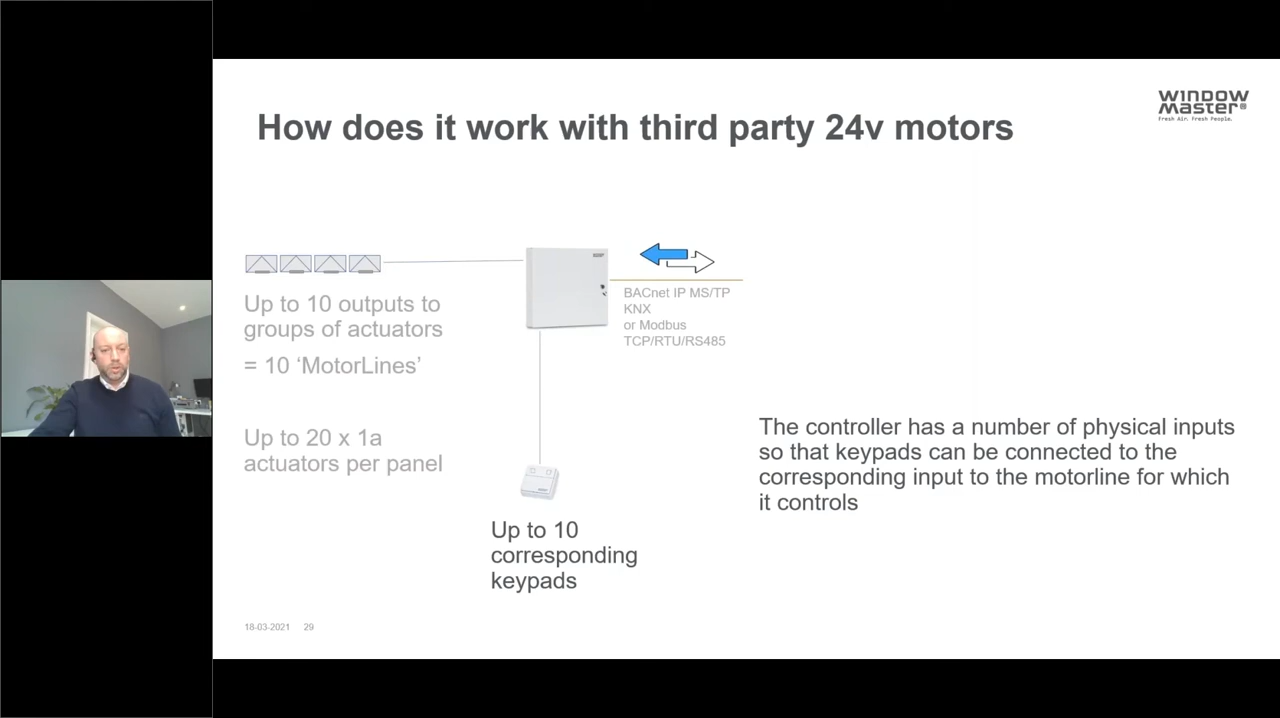 How does it work with third party 24v motors
WINDOW
MASTER®
Fresh Air. Fresh People.
Up to 10 outputs to
groups of actuators
= 10 ‘MotorLines’
Up to 20 x 1a
actuators per panel
BACnet IP MS/TP
KNX
or Modbus
TCP/RTU/RS485
The controller has a number of physical inputs
so that keypads can be connected to the
corresponding input to the motorline for which
it controls
Up to 10
corresponding
keypads
18-03-2021 29